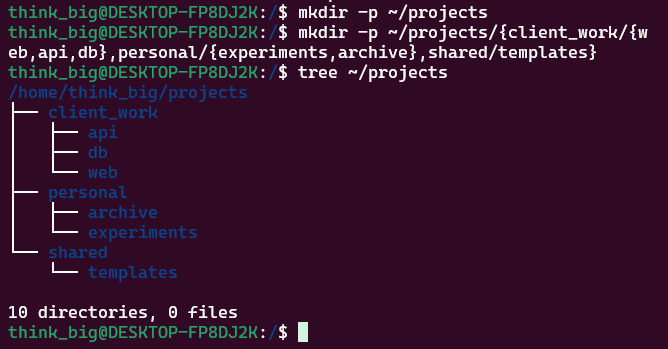 think_big@DESKTOP-FP8DJ2K:/$ mkdir -p ~/projects
think_big@DESKTOP-FP8DJ2K:/$ mkdir -p ~/projects/{client_work/{w
eb,api,db},personal/{experiments,archive},shared/templates}
think_big@DESKTOP-FP8DJ2K:/$ tree ~/projects
/home/think_big/projects
├── client_work
│   ├── api
│   ├── db
│   └── web
├── personal
│   ├── archive
│   └── experiments
└── shared
    └── templates
10 directories, 0 files
think_big@DESKTOP-FP8DJ2K:/$